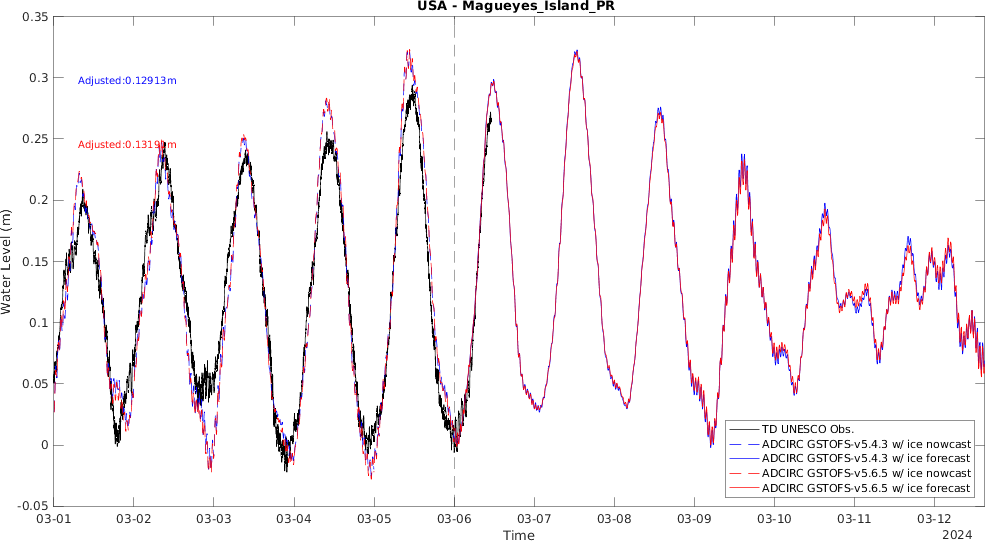 USA - Magueyes_Island_PR
0.35
0.3
0.25
0.2
0.15
0.1
0.05
0
-0.05
Water Level (m)
Adjusted:0.12913m
Adjusted:0.1319 m
03-01 03-02 03-03 03-04 03-05 03-06 03-07 03-08 03-09 03-10 03-11 03-12
Time
2024
TD UNESCO Obs.
ADCIRC GSTOFS-v5.4.3 w/ ice nowcast
ADCIRC GSTOFS-v5.4.3 w/ ice forecast
ADCIRC GSTOFS-v5.6.5 w/ ice nowcast
ADCIRC GSTOFS-v5.6.5 w/ ice forecast